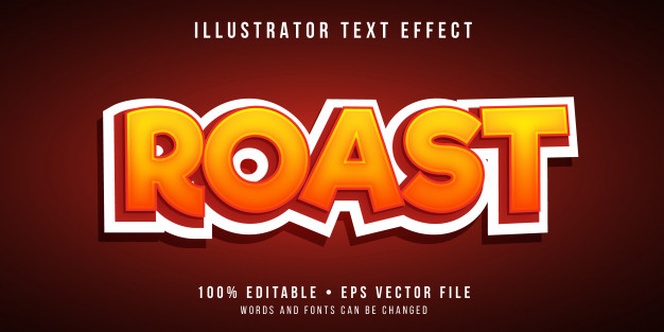 ILLUSTRATOR TEXT EFFECT
ROAST
100% EDITABLE • EPS VECTOR FILE
WORDS AND FONTS CAN BE CHANGED